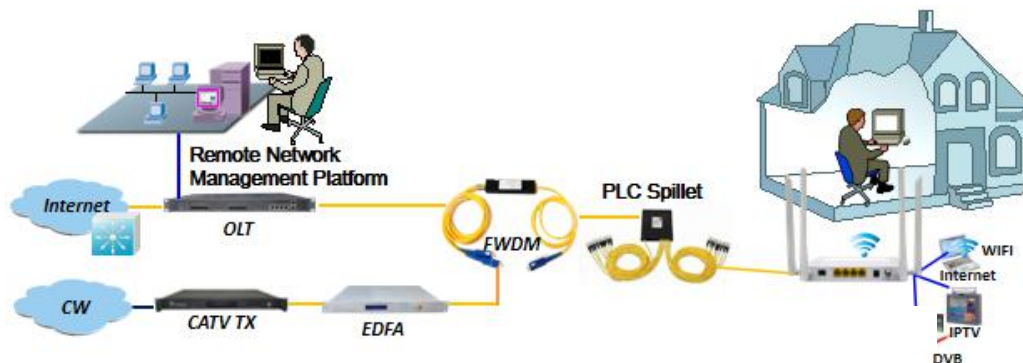 Remote Network
Management Platform
Internet
OLT
FWDM
PLC Spillet
CW
CATV TX
EDFA
WIFI
Internet
IPTV
DVB